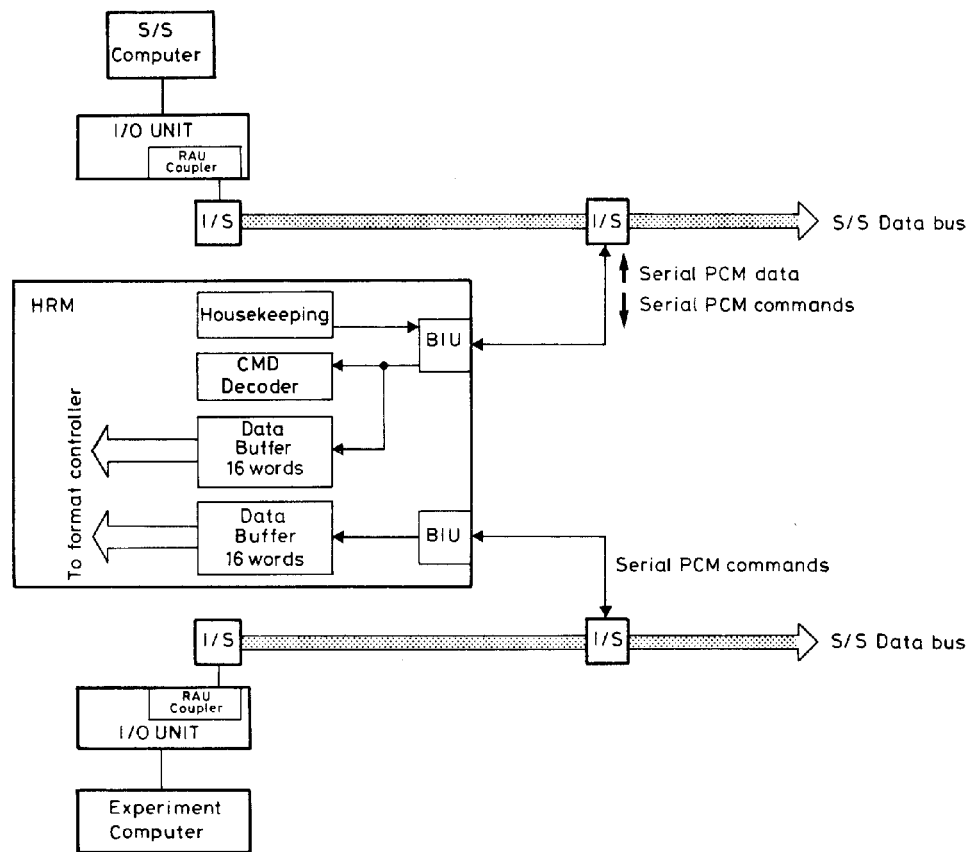 S/S
Computer
I/O UNIT
RAU
Coupler
I/S
I/S
S/S Data bus
Serial PCM data
Serial PCM commands
HRM
Housekeeping
BIU
CMD
Decoder
Data
Buffer
16 words
To format controller
Data
Buffer
16 words
BIU
Serial PCM commands
I/S
I/S
S/S Data bus
RAU
Coupler
I/O UNIT
Experiment
Computer